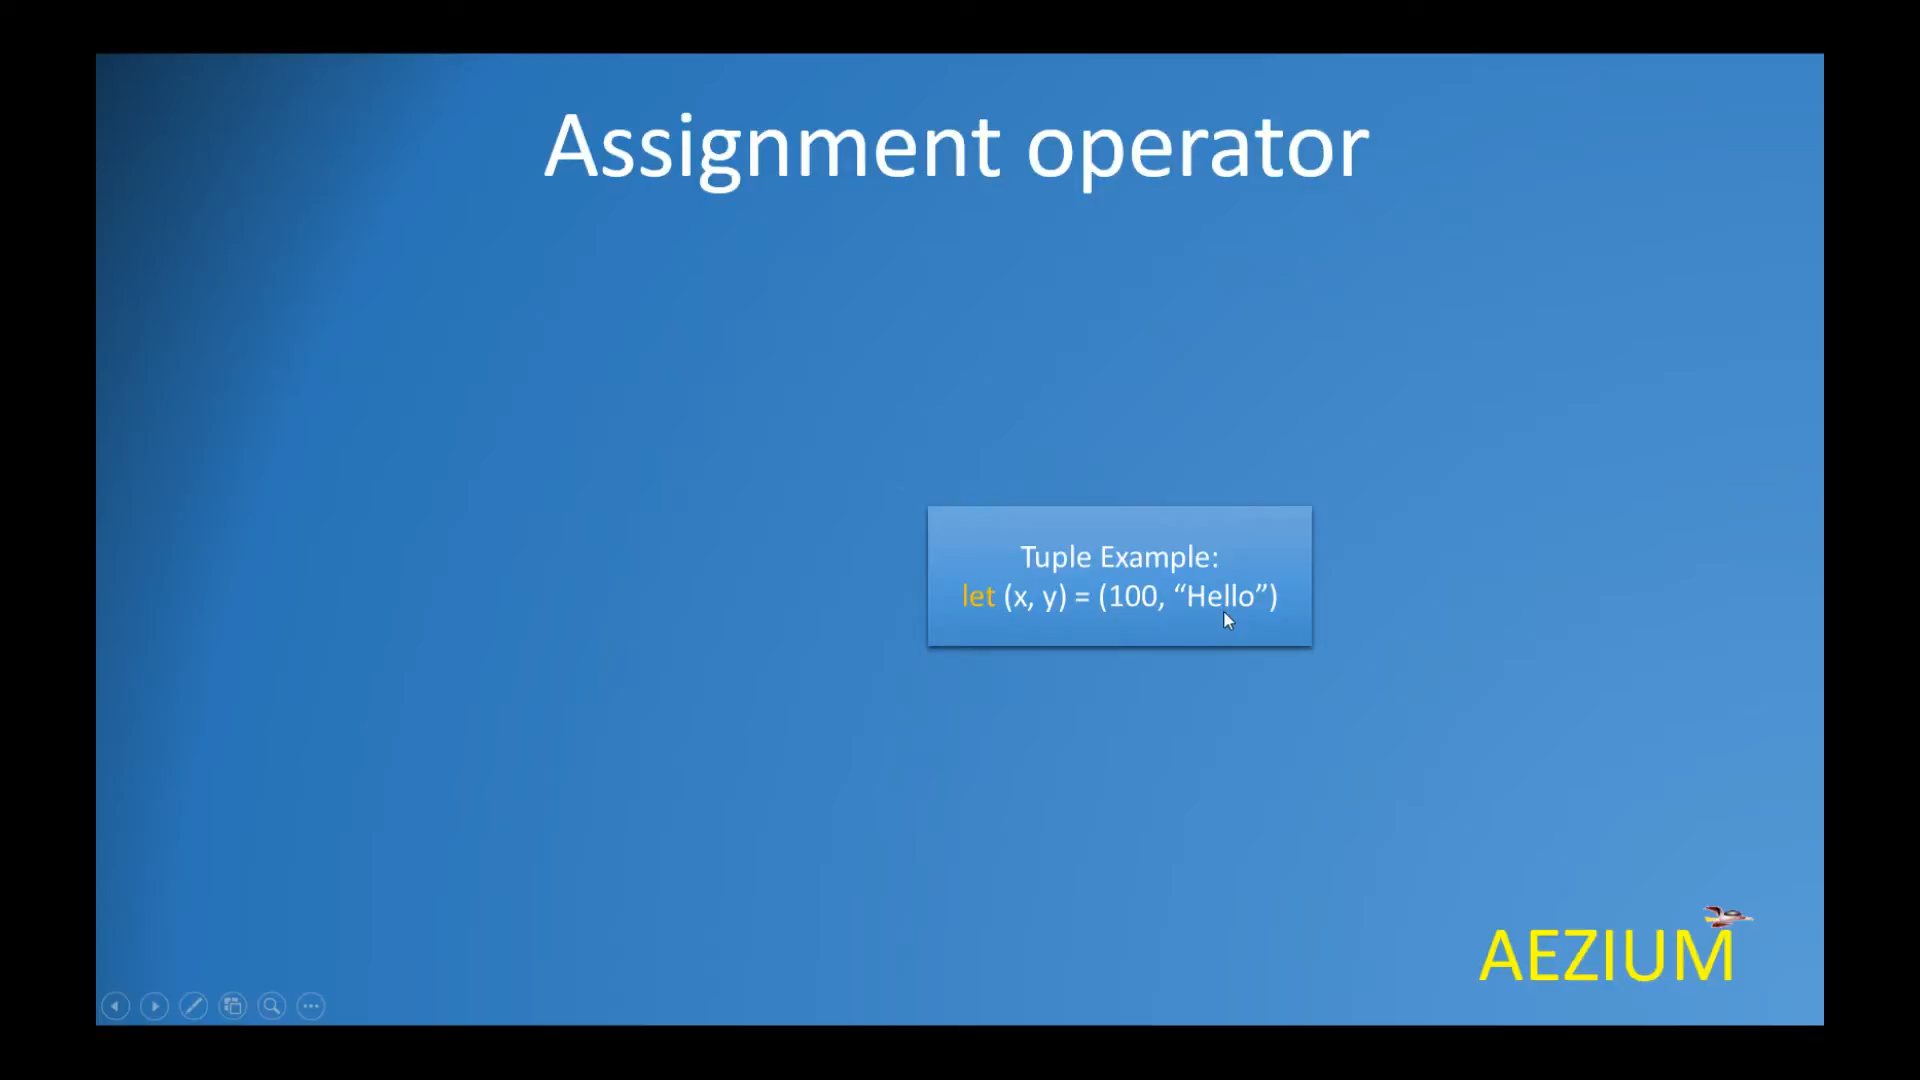 Assignment operator
Tuple Example:
let (x, y) = (100, “Hello”)
AEZIUM